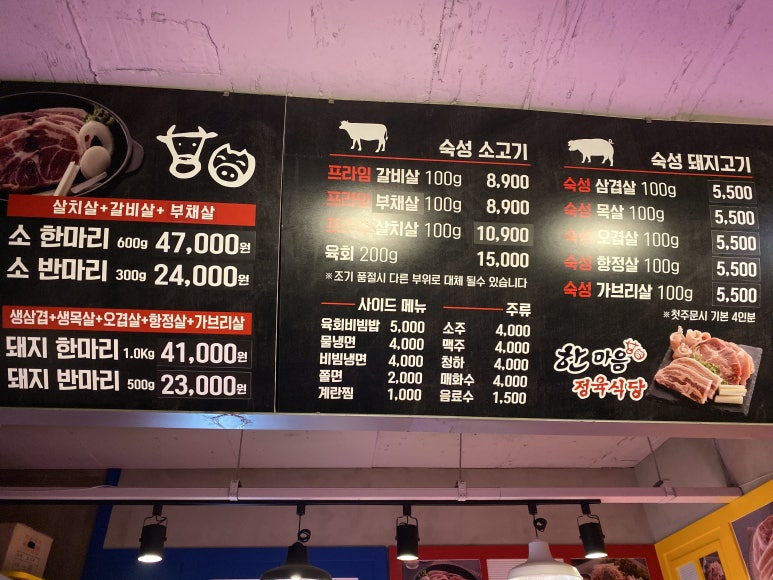 살치살+갈비살+ 부채살
소 한마리 600g 47,000원
소 반마리 300g 24,000원
생삼겹+생목살+오겹살+항정살+가브리살
돼지 한마리 1.0Kg 41,000원
돼지 반마리 500g 23,000원
숙성 소고기
프라임 갈비살 100g 8,900
프라임 부채살 100g 8,900
살치살 100g 10,900
육회 200g 15,000
※조기 품절시 다른 부위로 대체 될수 있습니다
사이드 메뉴
육회비빔밥 5,000
물냉면 4,000
비빔냉면 4,000
쫄면 2,000
계란찜 1,000
주류
소주 4,000
맥주 4,000
청하 4,000
매화수 4,000
음료수 1,500
숙성 돼지고기
숙성 삼겹살 100g 5,500
숙성 목살 100g 5,500
숙성 오겹살 100g 5,500
숙성 항정살 100g 5,500
숙성 가브리살 100g 5,500
※첫주문시 기본 4인분
한마음
정육식당